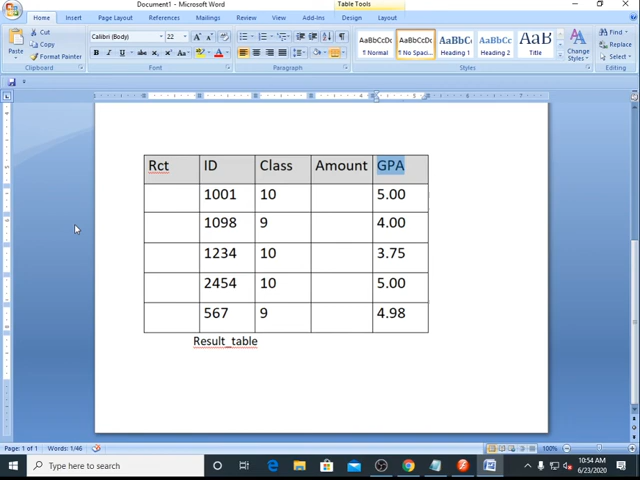 Document1 - Microsoft Word
Table Tools
Home Insert Page Layout References Mailings Review View Add-ins Design Layout
Paste
Cut
Copy
Format Painter
Clipboard
Calibri (Body) 22
Font
Paragraph
AaBbCcDc AaBbCcDc AaBbC AaBbCc AaB
¶ Normal ¶ No Spaci... Heading 1 Heading 2 Title
Styles
Change
Styles
Find
Replace
Select
Editing
Rct ID Class Amount GPA
1001 10 5.00
1098 9 4.00
1234 10 3.75
2454 10 5.00
567 9 4.98
Result_table
Page: 1 of 1 Words: 1/46 100%
Type here to search
10:54 AM
6/23/2020